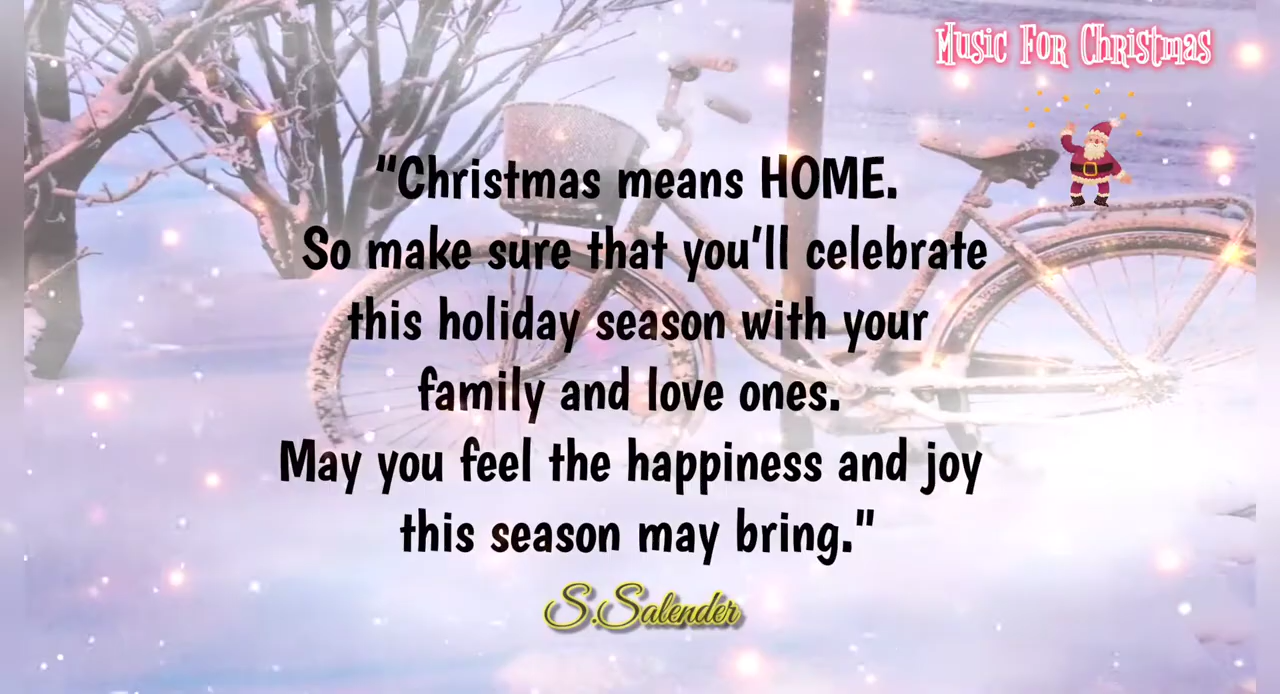 Music For Christmas
"Christmas means HOME.
So make sure that you'll celebrate
this holiday season with your
family and love ones.
May you feel the happiness and joy
this season may bring."
S.Salender